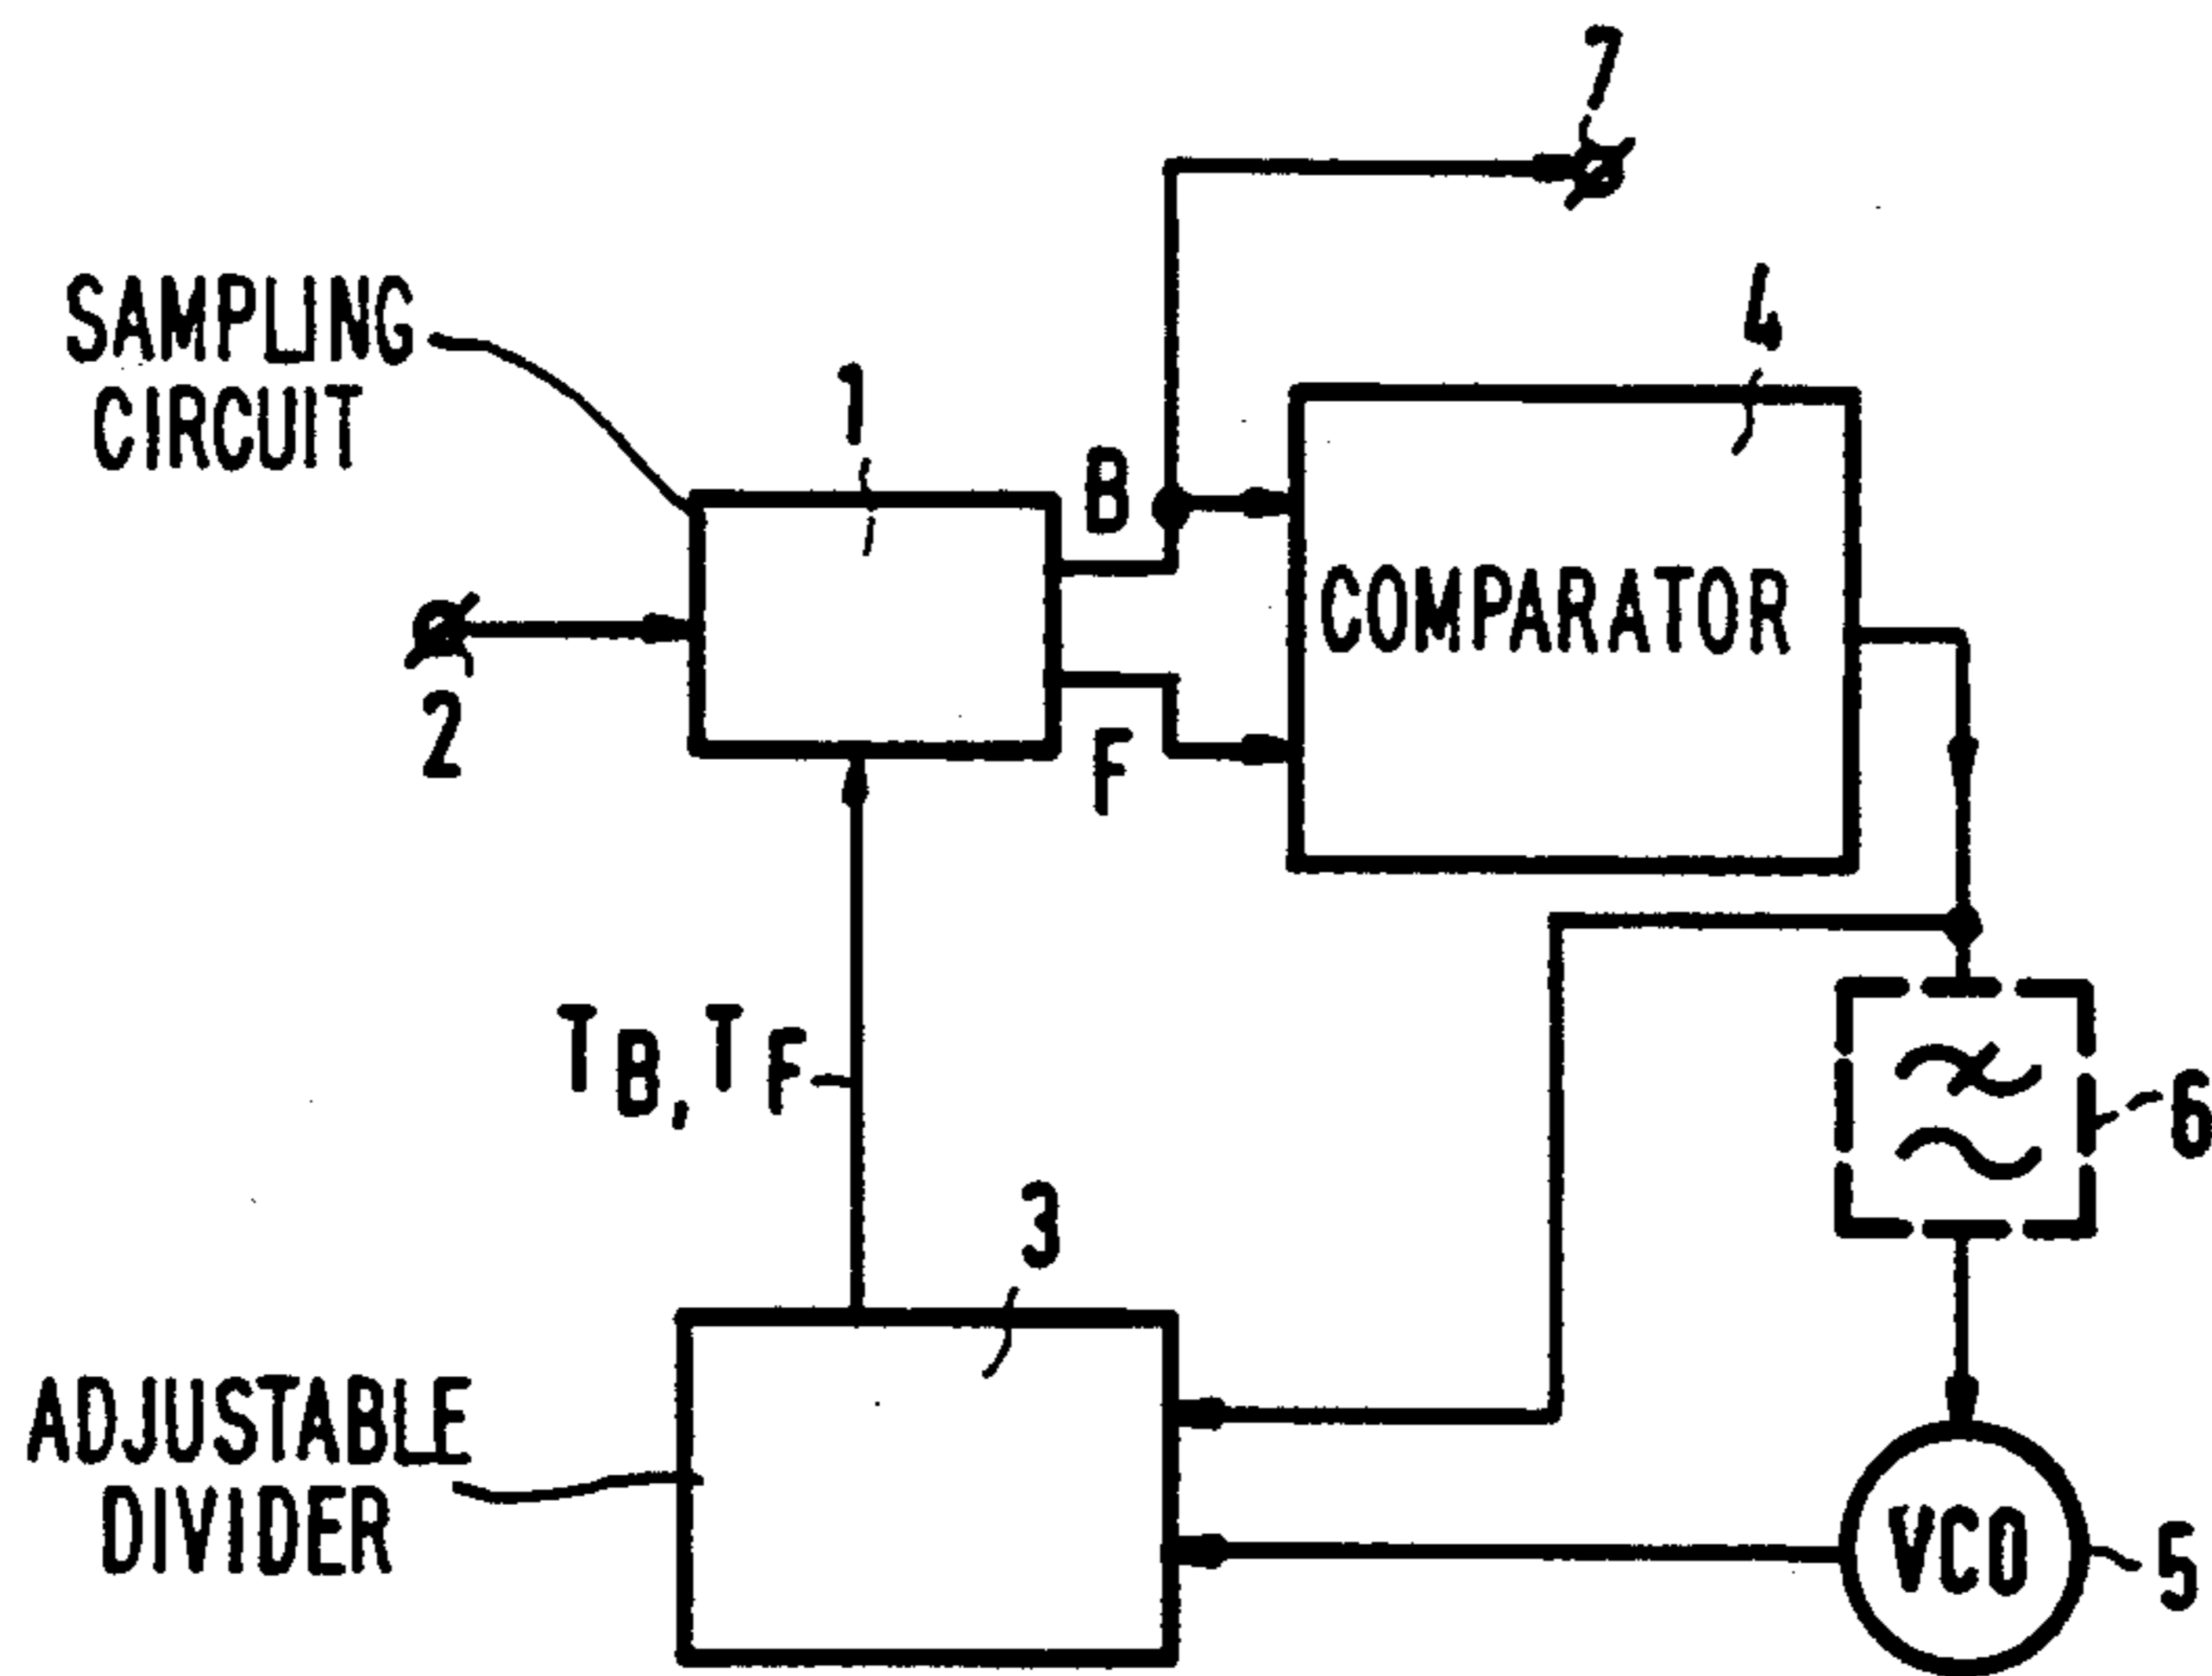 7
SAMPLING
CIRCUIT
1
4
B
COMPARATOR
2
F
TB, TF
6
3
ADJUSTABLE
DIVIDER
VCO
5